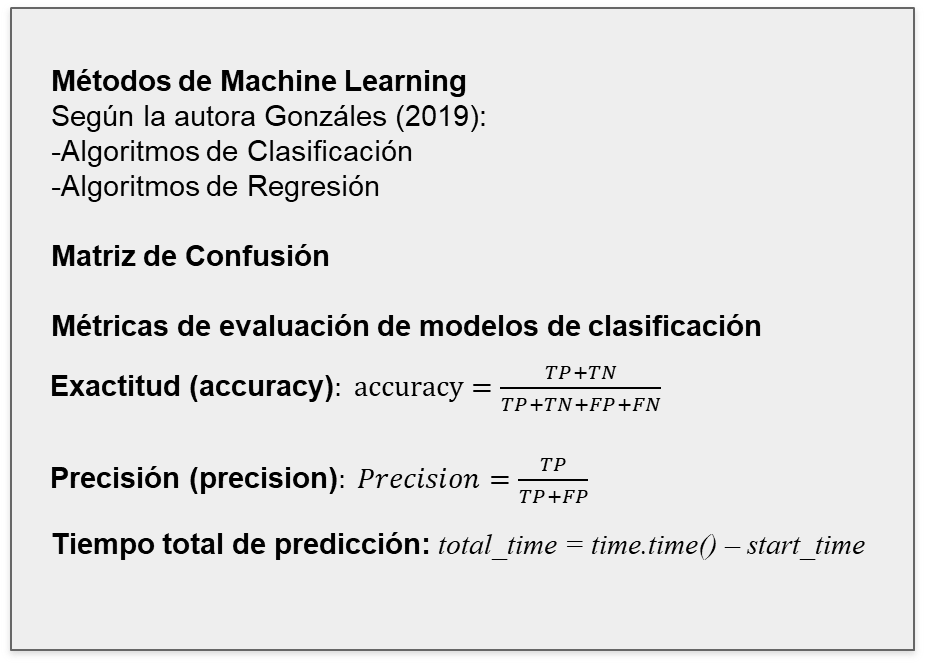 Métodos de Machine Learning
Según la autora Gonzáles (2019):
-Algoritmos de Clasificación
-Algoritmos de Regresión
Matriz de Confusión
Métricas de evaluación de modelos de clasificación
Exactitud (accuracy): accuracy = \frac{TP+TN}{TP+TN+FP+FN}
Precisión (precision): Precision = \frac{TP}{TP+FP}
Tiempo total de predicción: total_time = time.time() – start_time